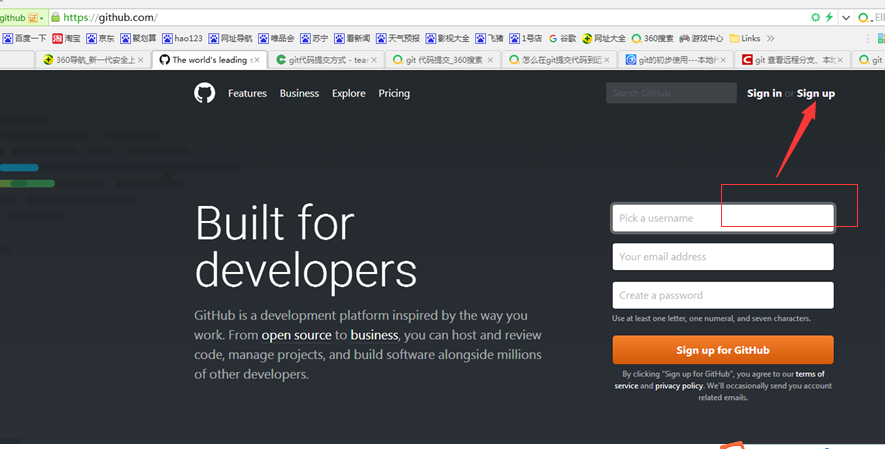 github 证
https://github.com/
百度一下 淘宝 京东 聚划算 hao123 网址导航 唯品会 苏宁 看新闻 天气预报 影视大全 飞猪 1号店 谷歌 网址大全 360搜索 游戏中心 Links
360导航_新一代安全上 The world's leading s git代码提交方式 - tear git 代码提交_360搜索 怎么在git提交代码到远 git的初步使用---本地 git 查看远程分支、本地 git
Features Business Explore Pricing Search GitHub Sign in or Sign up
Built for
developers
GitHub is a development platform inspired by the way you
work. From open source to business, you can host and review
code, manage projects, and build software alongside millions
of other developers.
Pick a username
Your email address
Create a password
Use at least one letter, one numeral, and seven characters.
Sign up for GitHub
By clicking "Sign up for GitHub", you agree to our terms of
service and privacy policy. We'll occasionally send you account
related emails.